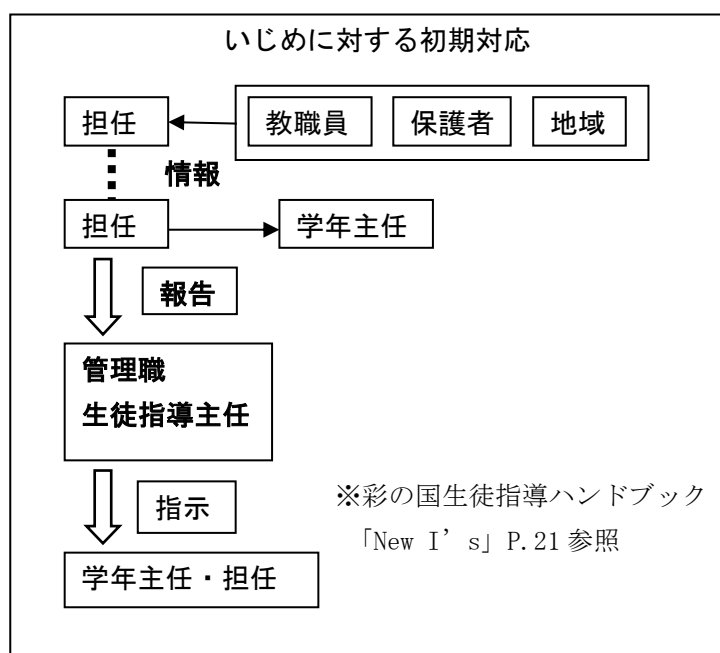 いじめに対する初期対応
担任
教職員
保護者
地域
情報
担任
学年主任
報告
管理職
生徒指導主任
指示
※彩の国生徒指導ハンドブック
「New I’s」P.21 参照
学年主任・担任